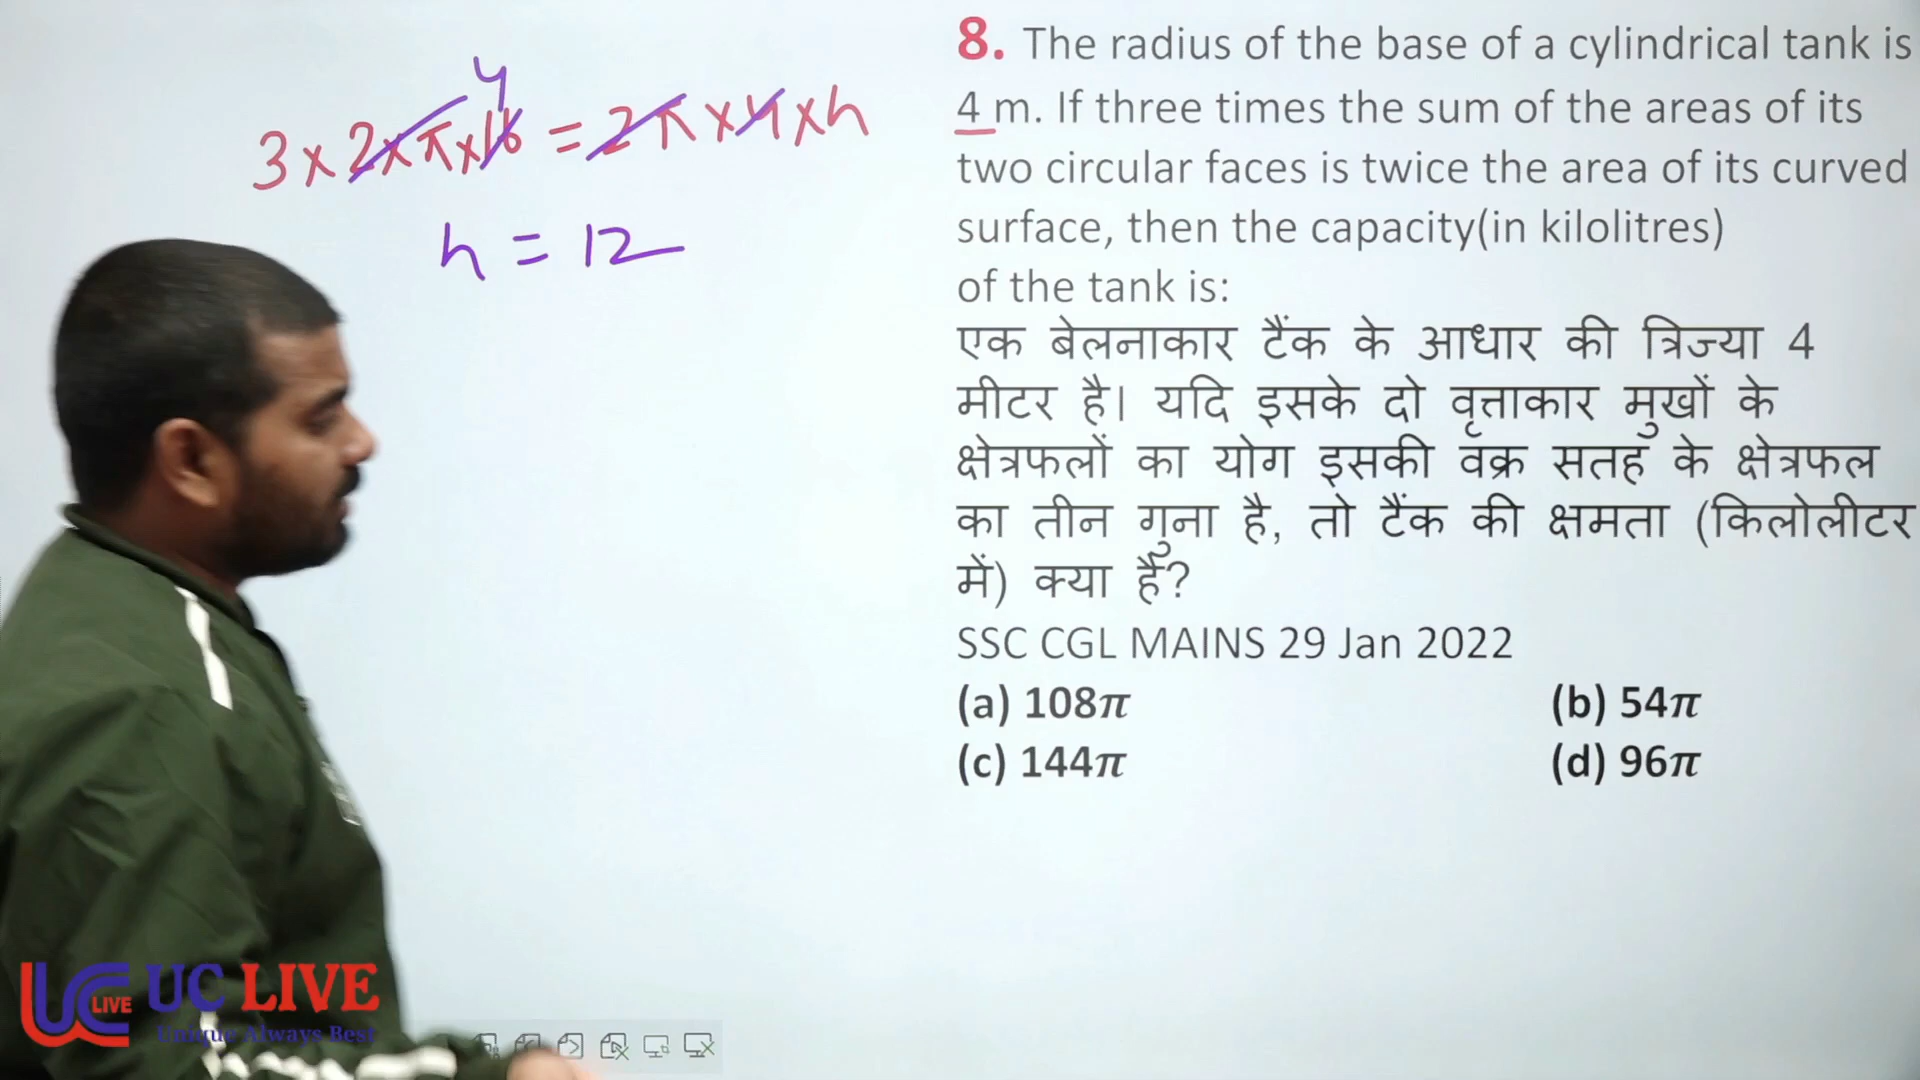 3 × 2 × π × 16 = 2π × 4 × h
4
h = 12
8. The radius of the base of a cylindrical tank is
4 m. If three times the sum of the areas of its
two circular faces is twice the area of its curved
surface, then the capacity(in kilolitres)
of the tank is:
एक बेलनाकार टैंक के आधार की त्रिज्या 4
मीटर है। यदि इसके दो वृत्ताकार मुखों के
क्षेत्रफलों का योग इसकी वक्र सतह के क्षेत्रफल
का तीन गुना है, तो टैंक की क्षमता (किलोलीटर
में) क्या है?
SSC CGL MAINS 29 Jan 2022
(a) 108π (b) 54π
(c) 144π (d) 96π
UC LIVE UC LIVE
Unique Always Best